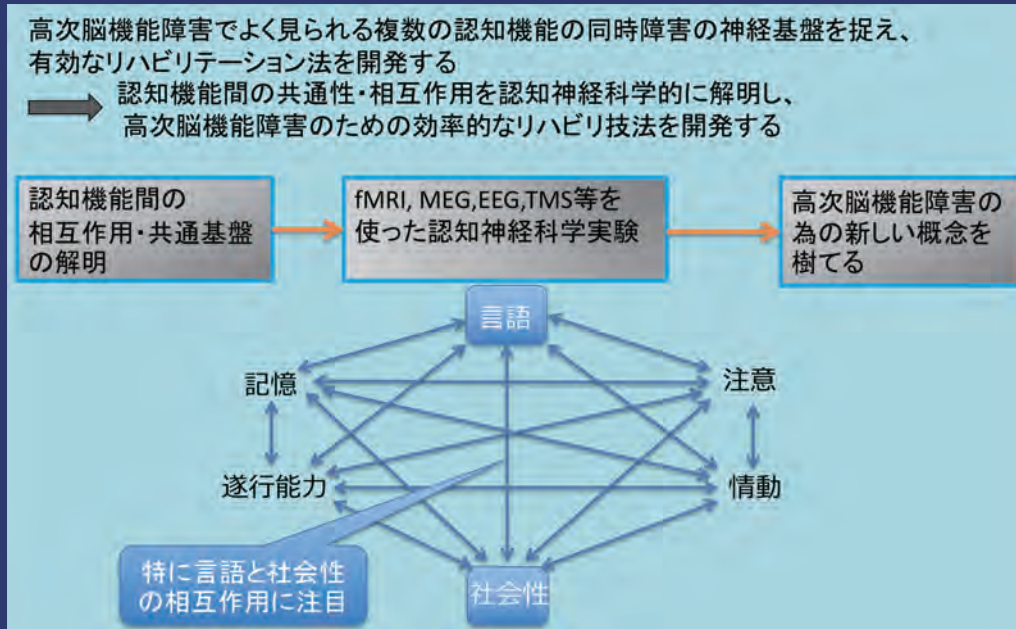 高次脳機能障害でよく見られる複数の認知機能の同時障害の神経基盤を捉え、
有効なリハビリテーション法を開発する
認知機能間の共通性・相互作用を認知神経科学的に解明し、
高次脳機能障害のための効率的なリハビリ技法を開発する
認知機能間の
相互作用・共通基盤
の解明
fMRI, MEG,EEG,TMS等を
使った認知神経科学実験
高次脳機能障害の
為の新しい概念を
樹てる
言語
記憶
注意
遂行能力
情動
特に言語と社会性
の相互作用に注目
社会性